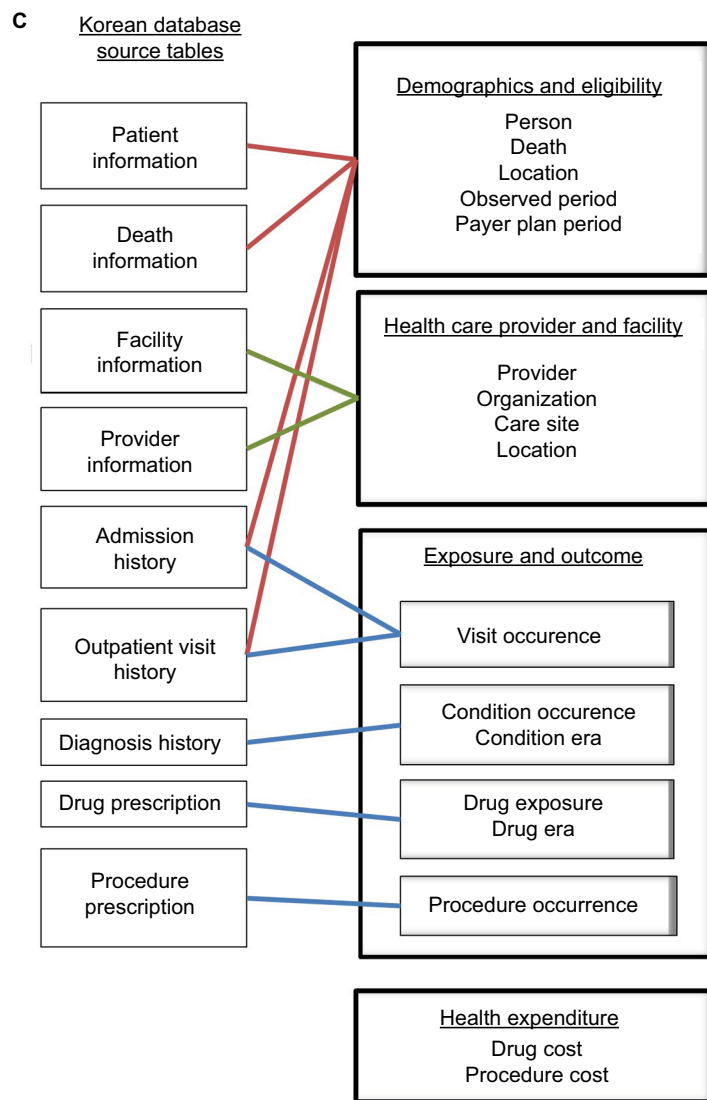 C
Korean database
source tables
Patient
information
Death
information
Facility
information
Provider
information
Admission
history
Outpatient visit
history
Diagnosis history
Drug prescription
Procedure
prescription
Demographics and eligibility
Person
Death
Location
Observed period
Payer plan period
Health care provider and facility
Provider
Organization
Care site
Location
Exposure and outcome
Visit occurence
Condition occurence
Condition era
Drug exposure
Drug era
Procedure occurrence
Health expenditure
Drug cost
Procedure cost